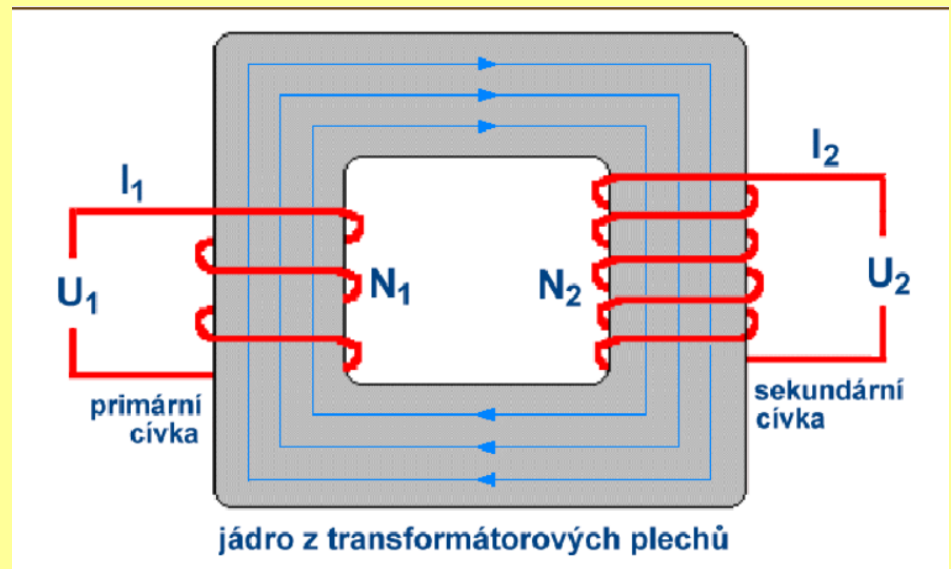 I₁
I₂
U₁
N₁
N₂
U₂
primární
cívka
sekundární
cívka
jádro z transformátorových plechů